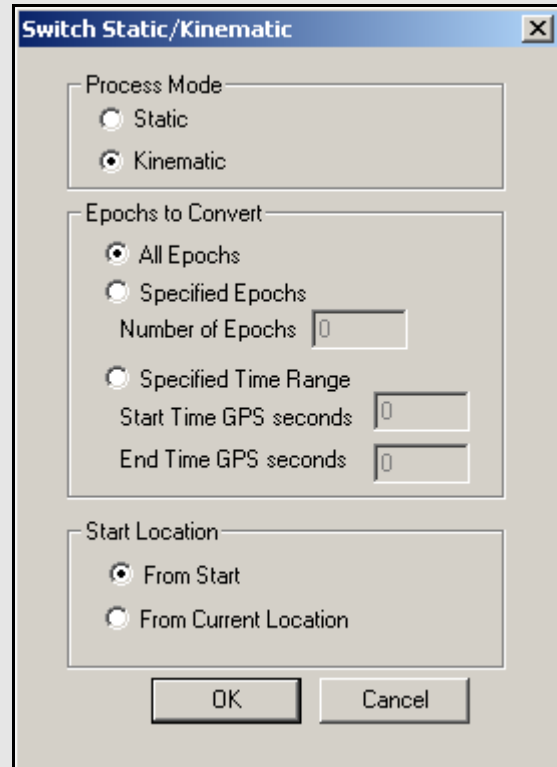 Switch Static/Kinematic
Process Mode
Static
Kinematic
Epochs to Convert
All Epochs
Specified Epochs
Number of Epochs 0
Specified Time Range
Start Time GPS seconds 0
End Time GPS seconds 0
Start Location
From Start
From Current Location
OK Cancel